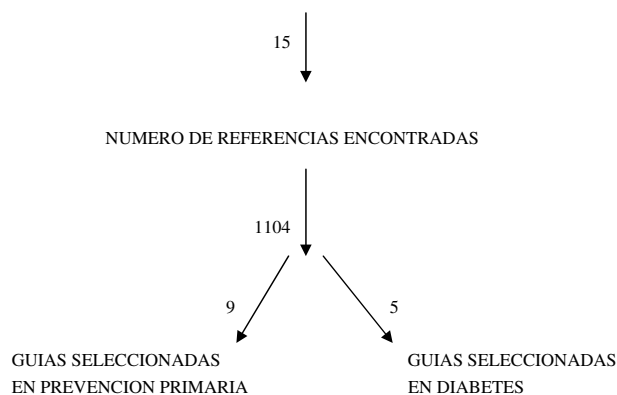 15
NUMERO DE REFERENCIAS ENCONTRADAS
1104
9
5
GUIAS SELECCIONADAS
EN PREVENCION PRIMARIA
GUIAS SELECCIONADAS
EN DIABETES